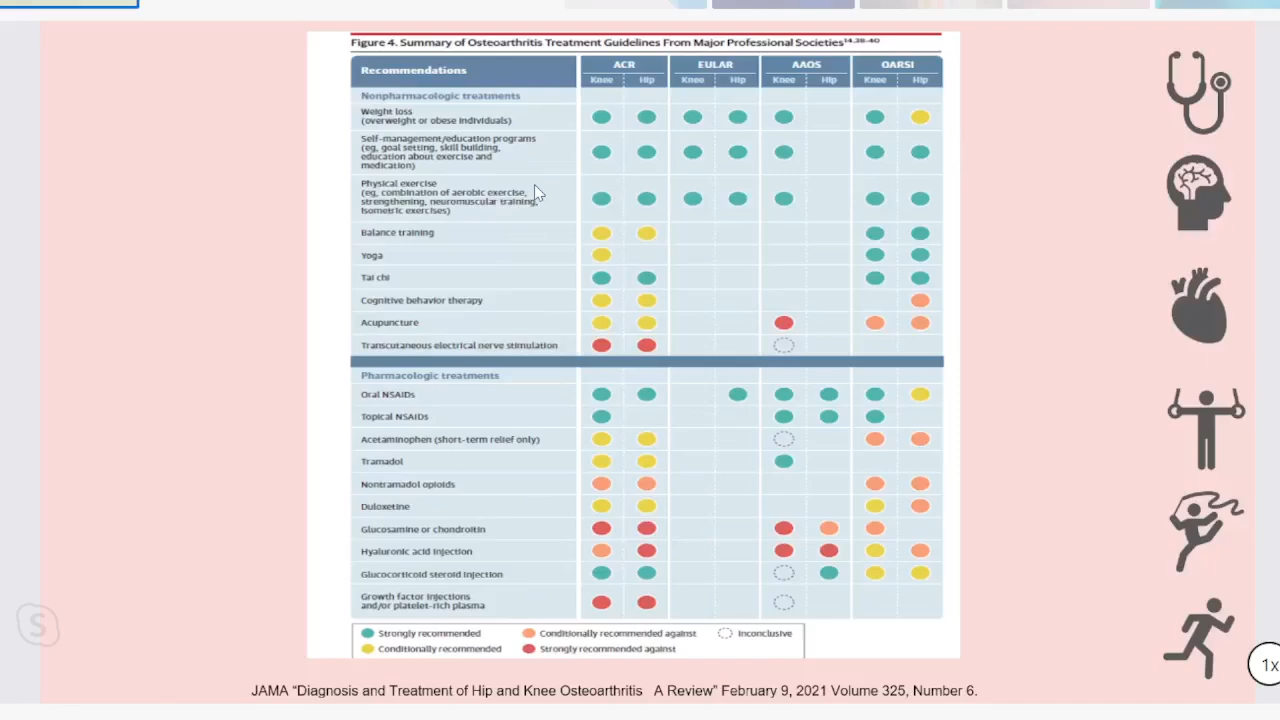 Figure 4. Summary of Osteoarthritis Treatment Guidelines From Major Professional Societies14,38-40
Recommendations
ACR
EULAR
AAOS
OARSI
Knee Hip Knee Hip Knee Hip Knee Hip
Nonpharmacologic treatments
Weight loss
(overweight or obese individuals)
Self-management/education programs
(eg, goal setting, skill building,
education about exercise and
medication)
Physical exercise
(eg, combination of aerobic exercise,
strengthening, neuromuscular training,
isometric exercises)
Balance training
Yoga
Tai chi
Cognitive behavior therapy
Acupuncture
Transcutaneous electrical nerve stimulation
Pharmacologic treatments
Oral NSAIDs
Topical NSAIDs
Acetaminophen (short-term relief only)
Tramadol
Nontramadol opioids
Duloxetine
Glucosamine or chondroitin
Hyaluronic acid injection
Glucocorticoid steroid injection
Growth factor injections
and/or platelet-rich plasma
Strongly recommended
Conditionally recommended against
Inconclusive
Conditionally recommended
Strongly recommended against
JAMA “Diagnosis and Treatment of Hip and Knee Osteoarthritis A Review” February 9, 2021 Volume 325, Number 6.
S
1x